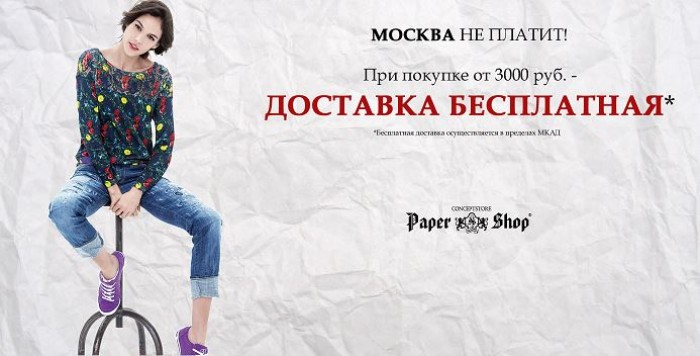 МОСКВА НЕ ПЛАТИТ!
При покупке от 3000 руб. -
ДОСТАВКА БЕСПЛАТНАЯ*
*Бесплатная доставка осуществляется в пределах МКАД
CONCEPTSTORE
Paper Shop